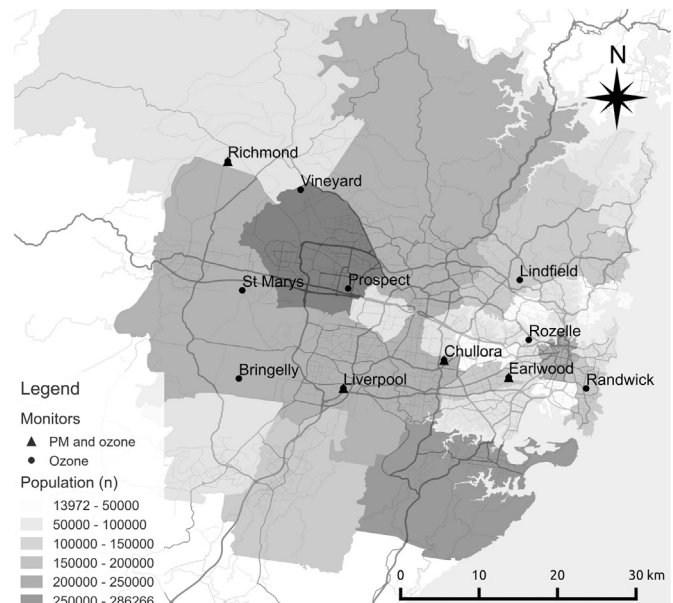 N
Richmond
Vineyard
St Marys
Prospect
Lindfield
Rozelle
Chullora
Earlwood
Bringelly
Liverpool
Randwick
Legend
Monitors
PM and ozone
Ozone
Population (n)
13972 - 50000
50000 - 100000
100000 - 150000
150000 - 200000
200000 - 250000
250000 - 286266
0 10 20 30 km